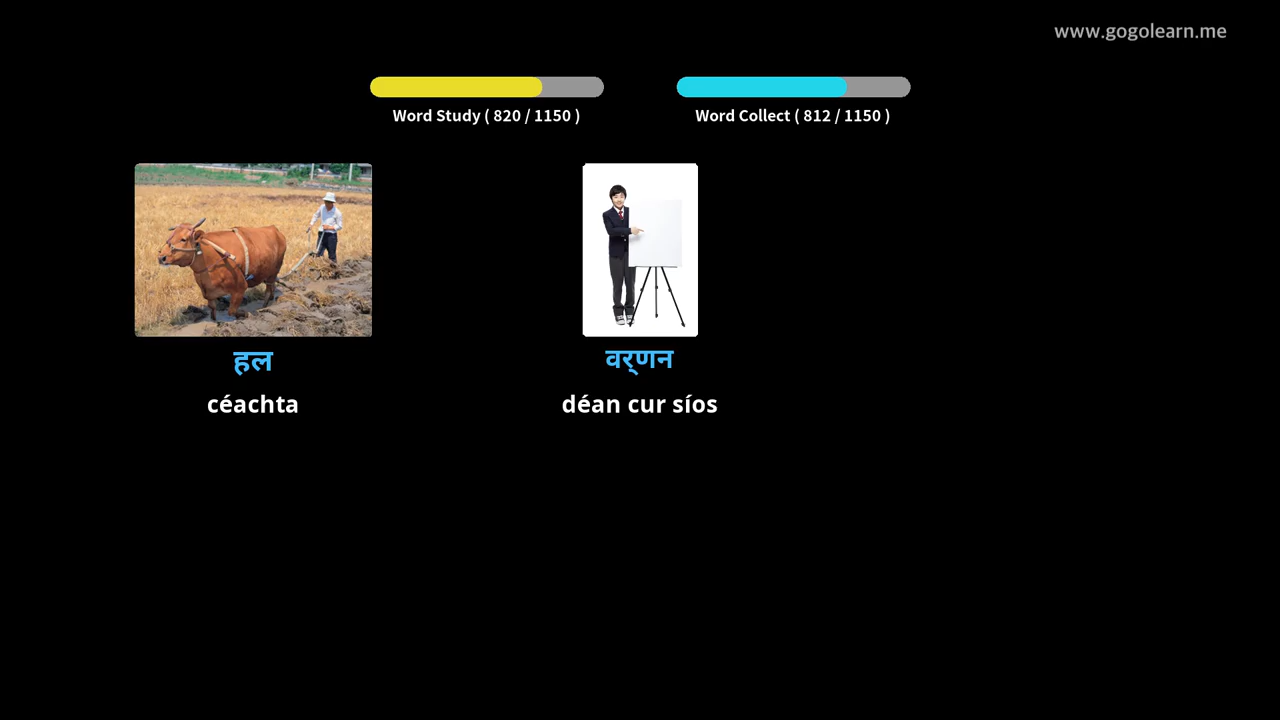 www.gogolearn.me
Word Study ( 820 / 1150 )
Word Collect ( 812 / 1150 )
हल
वर्‌णन
céachta
déan cur síos